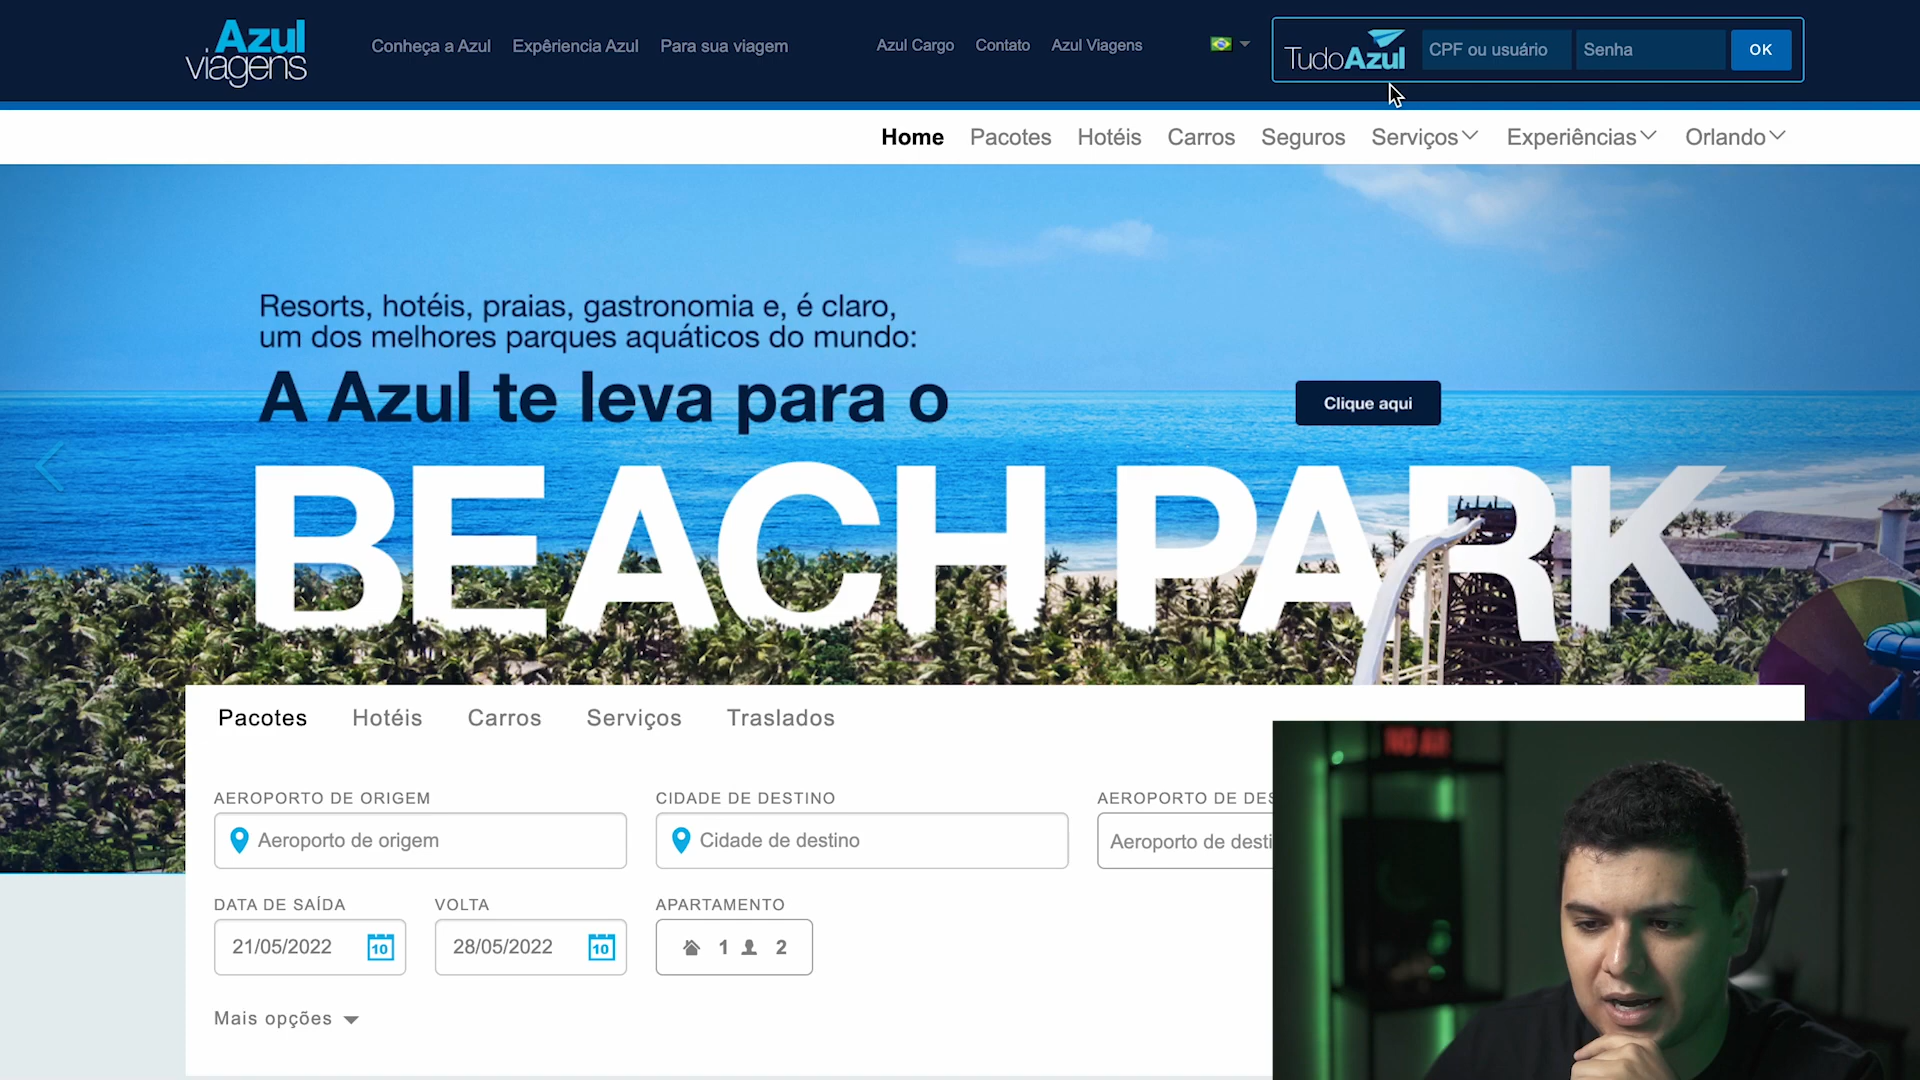 Azul
viagens
Conheça a Azul
Expêriencia Azul
Para sua viagem
Azul Cargo
Contato
Azul Viagens
TudoAzul
CPF ou usuário
Senha
OK
Home
Pacotes
Hotéis
Carros
Seguros
Serviços
Experiências
Orlando
Resorts, hotéis, praias, gastronomia e, é claro,
um dos melhores parques aquáticos do mundo:
A Azul te leva para o
Clique aqui
BEACH PARK
Pacotes
Hotéis
Carros
Serviços
Traslados
AEROPORTO DE ORIGEM
CIDADE DE DESTINO
AEROPORTO DE DES
Aeroporto de origem
Cidade de destino
Aeroporto de desti
DATA DE SAÍDA
VOLTA
APARTAMENTO
21/05/2022
10
28/05/2022
10
1
2
Mais opções